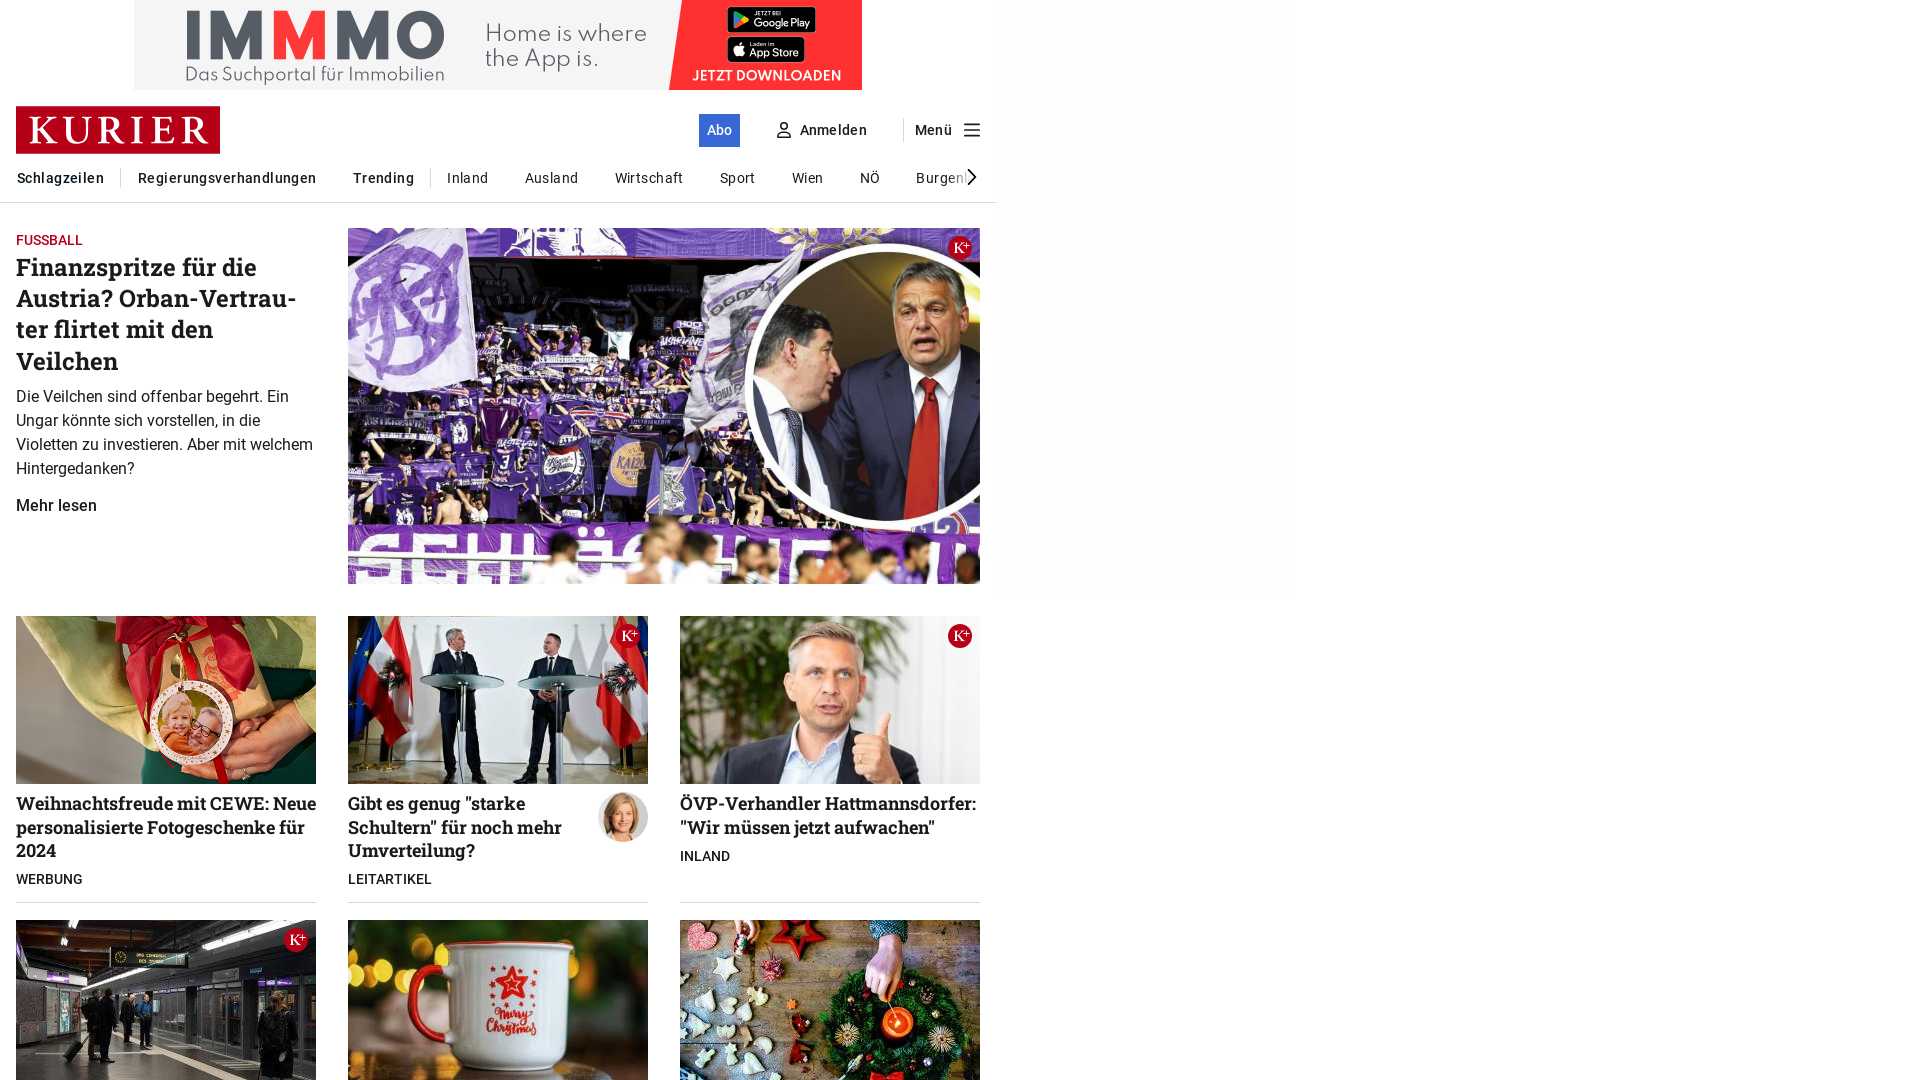 IMMMO
Das Suchportal für Immobilien
Home is where
the App is.
JETZT BEI
Google Play
Laden im
App Store
JETZT DOWNLOADEN
KURIER
Abo
Anmelden
Menü
Schlagzeilen
Regierungsverhandlungen
Trending
Inland
Ausland
Wirtschaft
Sport
Wien
NÖ
FUSSBALL
Finanzspritze für die
Austria? Orban-Vertrau-
ter flirtet mit den
Veilchen
Die Veilchen sind offenbar begehrt. Ein
Ungar könnte sich vorstellen, in die
Violetten zu investieren. Aber mit welchem
Hintergedanken?
Mehr lesen
K+
K+
K+
Weihnachtsfreude mit CEWE: Neue
personalisierte Fotogeschenke für
2024
WERBUNG
Gibt es genug "starke
Schultern" für noch mehr
Umverteilung?
LEITARTIKEL
ÖVP-Verhandler Hattmannsdorfer:
"Wir müssen jetzt aufwachen"
INLAND
K+
Merry
Christmas